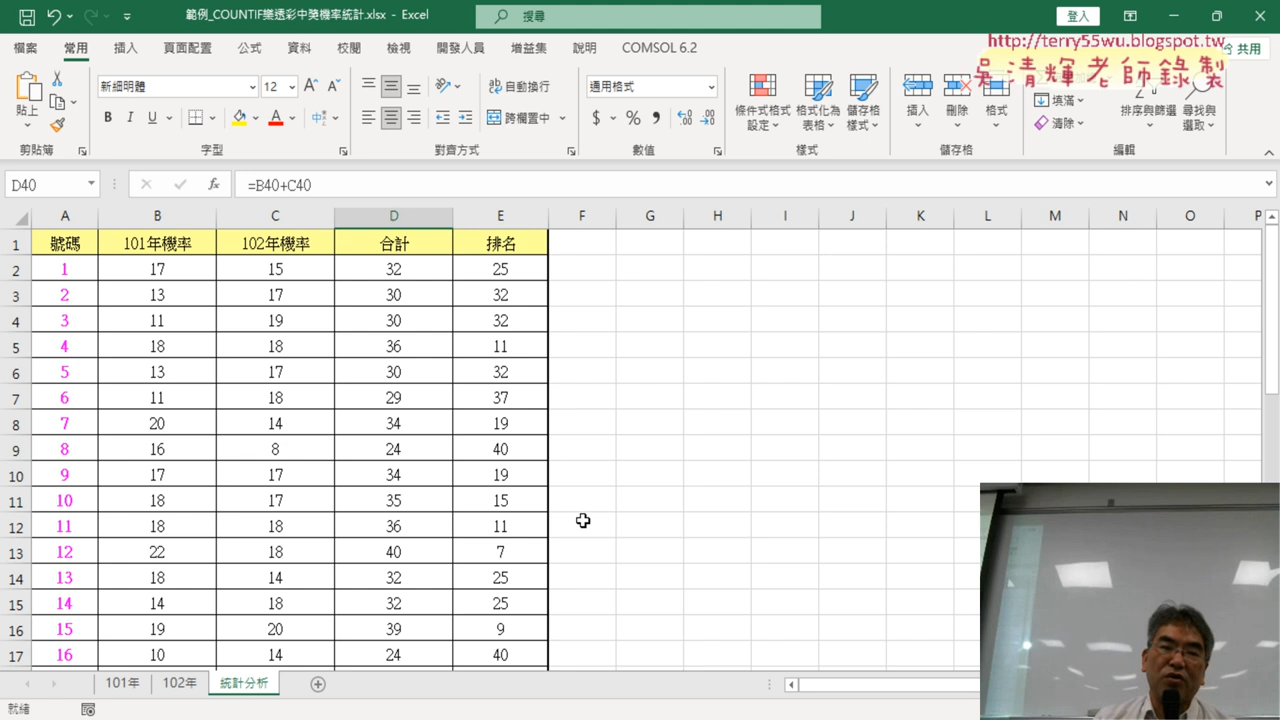 範例_COUNTIF樂透彩中獎機率統計.xlsx - Excel
搜尋
登入
檔案 常用 插入 頁面配置 公式 資料 校閱 檢視 開發人員 增益集 說明 COMSOL 6.2
共用
http://terry55wu.blogspot.tw
吳清輝老師錄製
貼上
新細明體 12
自動換行
通用格式
條件式格式設定
格式化為表格
儲存格樣式
插入
刪除
格式
填滿
排序與篩選
尋找與選取
B I U
跨欄置中
$ % 9
清除
剪貼簿 字型 對齊方式 數值 樣式 儲存格 編輯
D40 fx =B40+C40
A B C D E F G H I J K L M N O P
1 號碼 101年機率 102年機率 合計 排名
2 1 17 15 32 25
3 2 13 17 30 32
4 3 11 19 30 32
5 4 18 18 36 11
6 5 13 17 30 32
7 6 11 18 29 37
8 7 20 14 34 19
9 8 16 8 24 40
10 9 17 17 34 19
11 10 18 17 35 15
12 11 18 18 36 11
13 12 22 18 40 7
14 13 18 14 32 25
15 14 14 18 32 25
16 15 19 20 39 9
17 16 10 14 24 40
101年 102年 統計分析
就緒